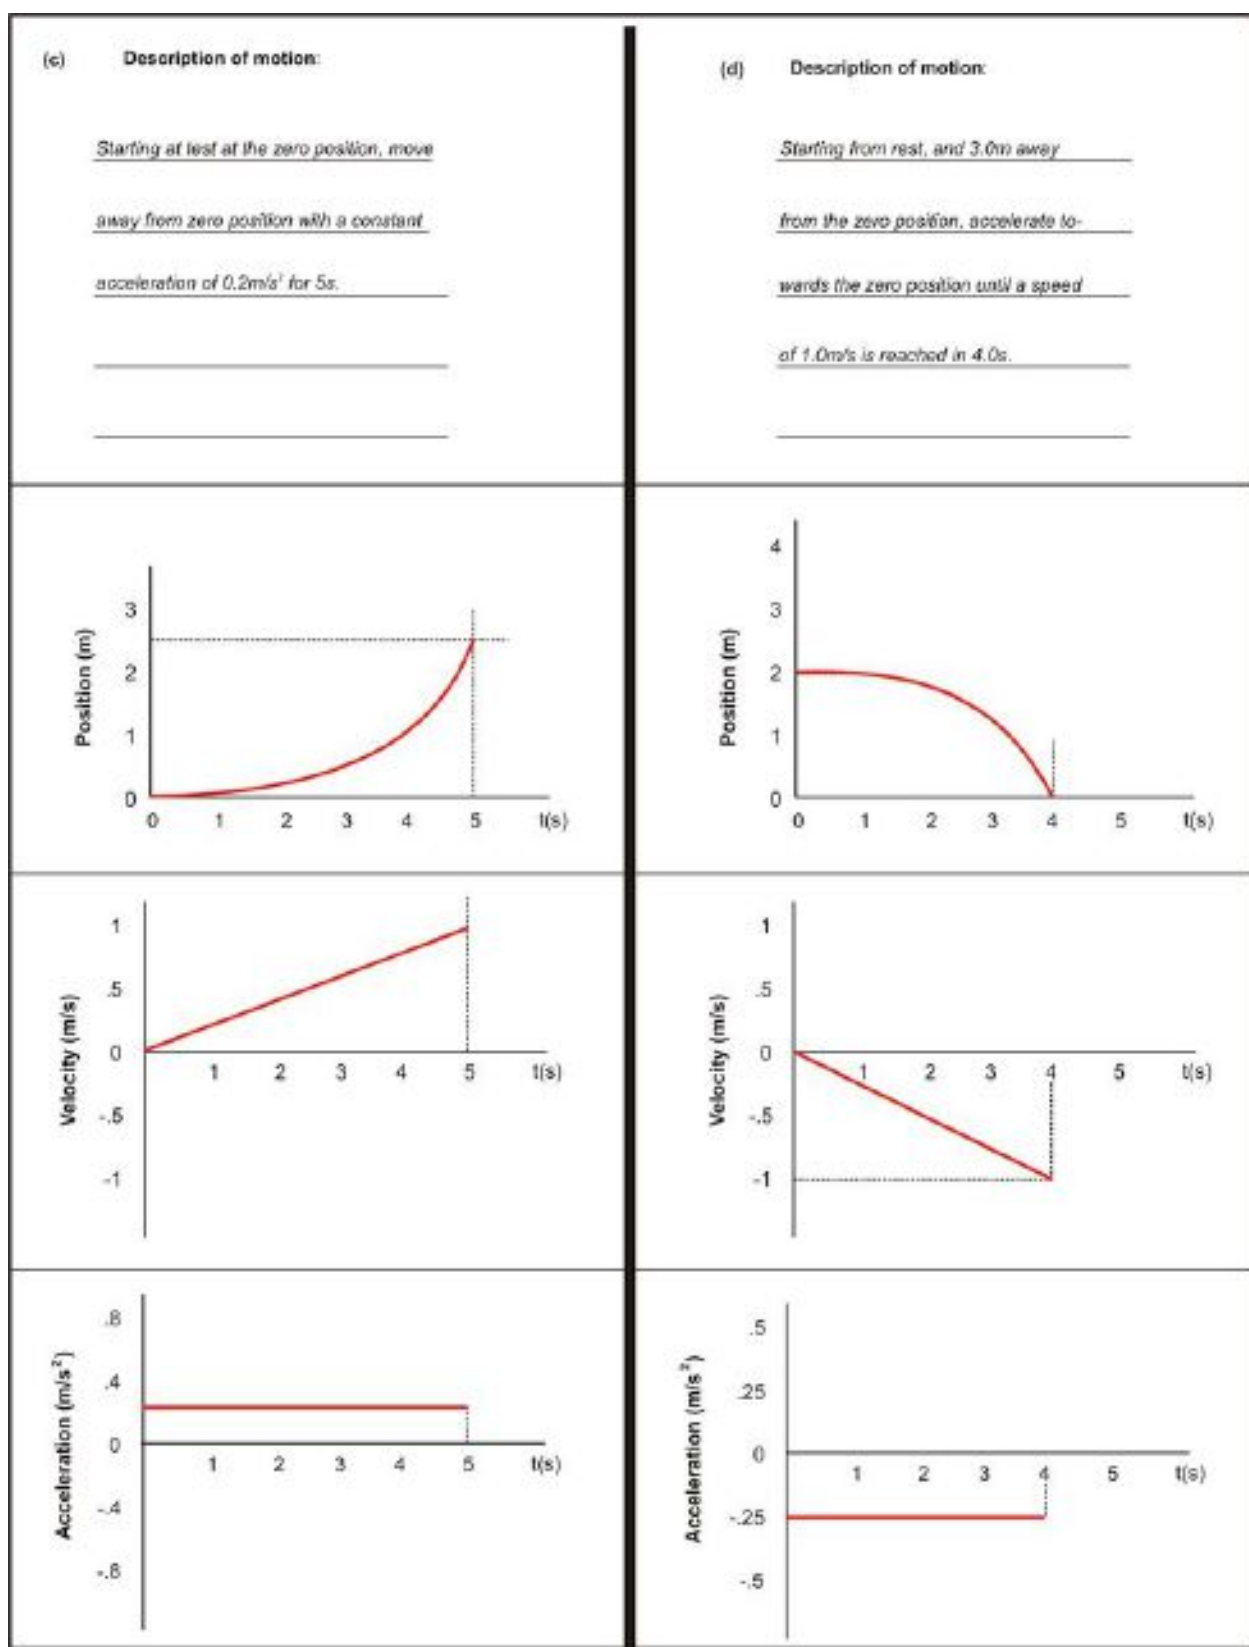 (c) Description of motion:
Starting at test at the zero position, move
away from zero position with a constant
acceleration of 0.2m/s² for 5s.
(d) Description of motion:
Starting from rest, and 3.0m away
from the zero position, accelerate to-
wards the zero position until a speed
of 1.0m/s is reached in 4.0s.
Position (m)
3
2
1
0
0 1 2 3 4 5 t(s)
Position (m)
4
3
2
1
0
0 1 2 3 4 5 t(s)
Velocity (m/s)
1
.5
0
-.5
-1
1 2 3 4 5 t(s)
Velocity (m/s)
1
.5
0
-.5
-1
1 2 3 4 5 t(s)
Acceleration (m/s²)
.8
.4
0
-.4
-.8
1 2 3 4 5 t(s)
Acceleration (m/s²)
.5
.25
0
-.25
-.5
1 2 3 4 5 t(s)